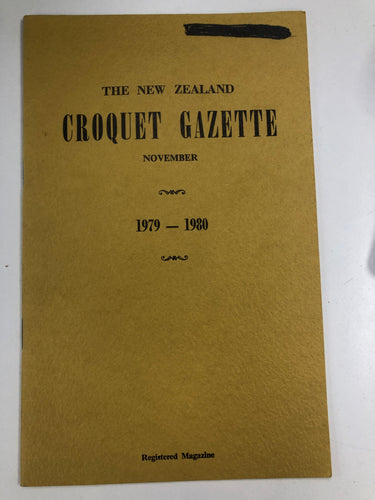 THE NEW ZEALAND
CROQUET GAZETTE
NOVEMBER
1979 — 1980
Registered Magazine